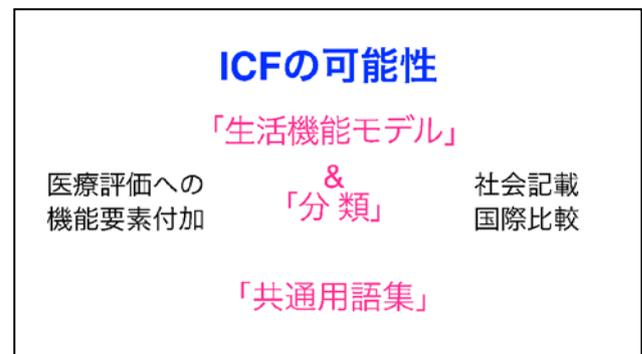 ICFの可能性
「生活機能モデル」
&
「分 類」
医療評価への
機能要素付加
社会記載
国際比較
「共通用語集」